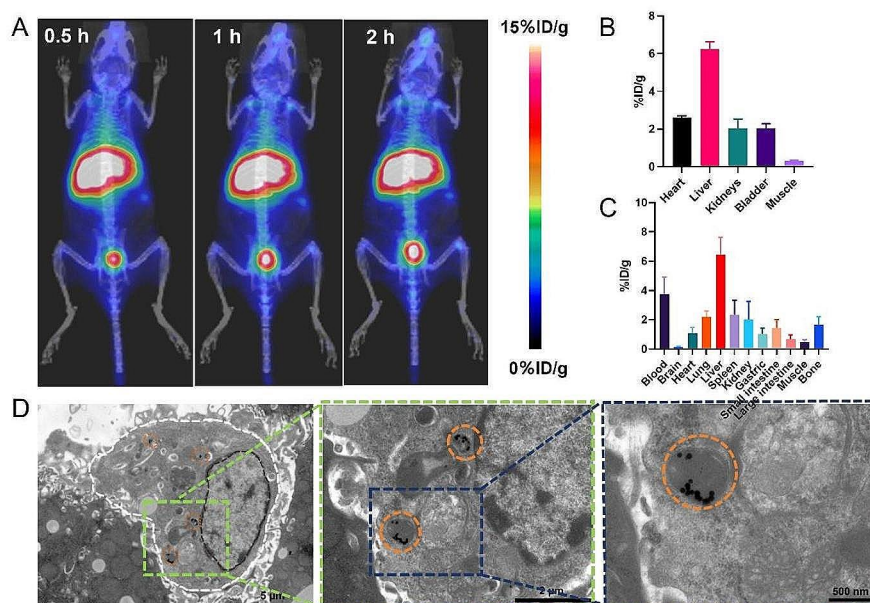 A
0.5 h
1 h
2 h
15%ID/g
0%ID/g
B
%ID/g
8
6
4
2
0
Heart
Liver
Kidneys
Bladder
Muscle
C
%ID/g
10
8
6
4
2
0
Blood
Brain
Heart
Lung
Liver
Spleen
Kidney
Gastric
Small Intestine
Large Intestine
Muscle
Bone
D
5 μm
2 μm
500 nm